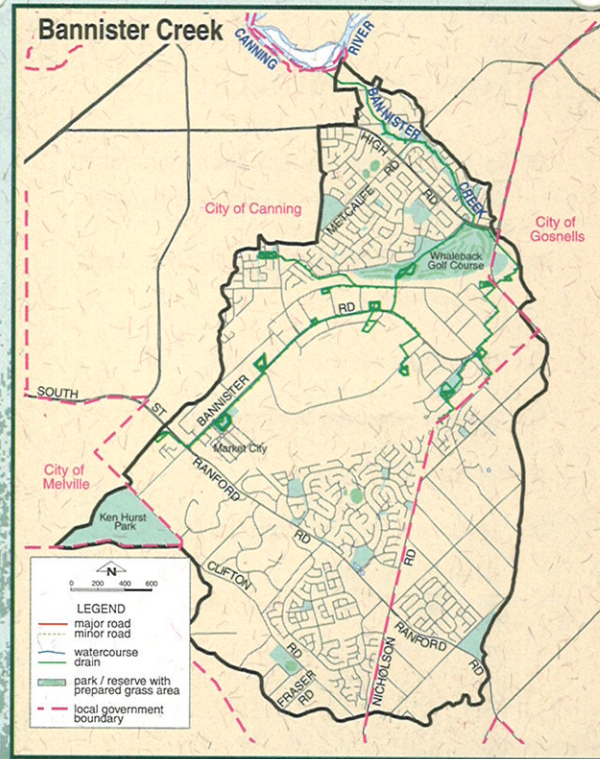 Bannister Creek
CANNING
RIVER
BANNISTER
CREEK
HIGH
RD
METCALFE
RD
City of Canning
City of
Gosnells
Whaleback
Golf Course
RD
BANNISTER
SOUTH
ST
Market City
City of
Melville
RANFORD
RD
Ken Hurst
Park
CLIFTON
RD
FRASER
RD
NICHOLSON
RD
RANFORD
RD
N
0 200 400 600
LEGEND
major road
minor road
watercourse
drain
park / reserve with
prepared grass area
local government
boundary